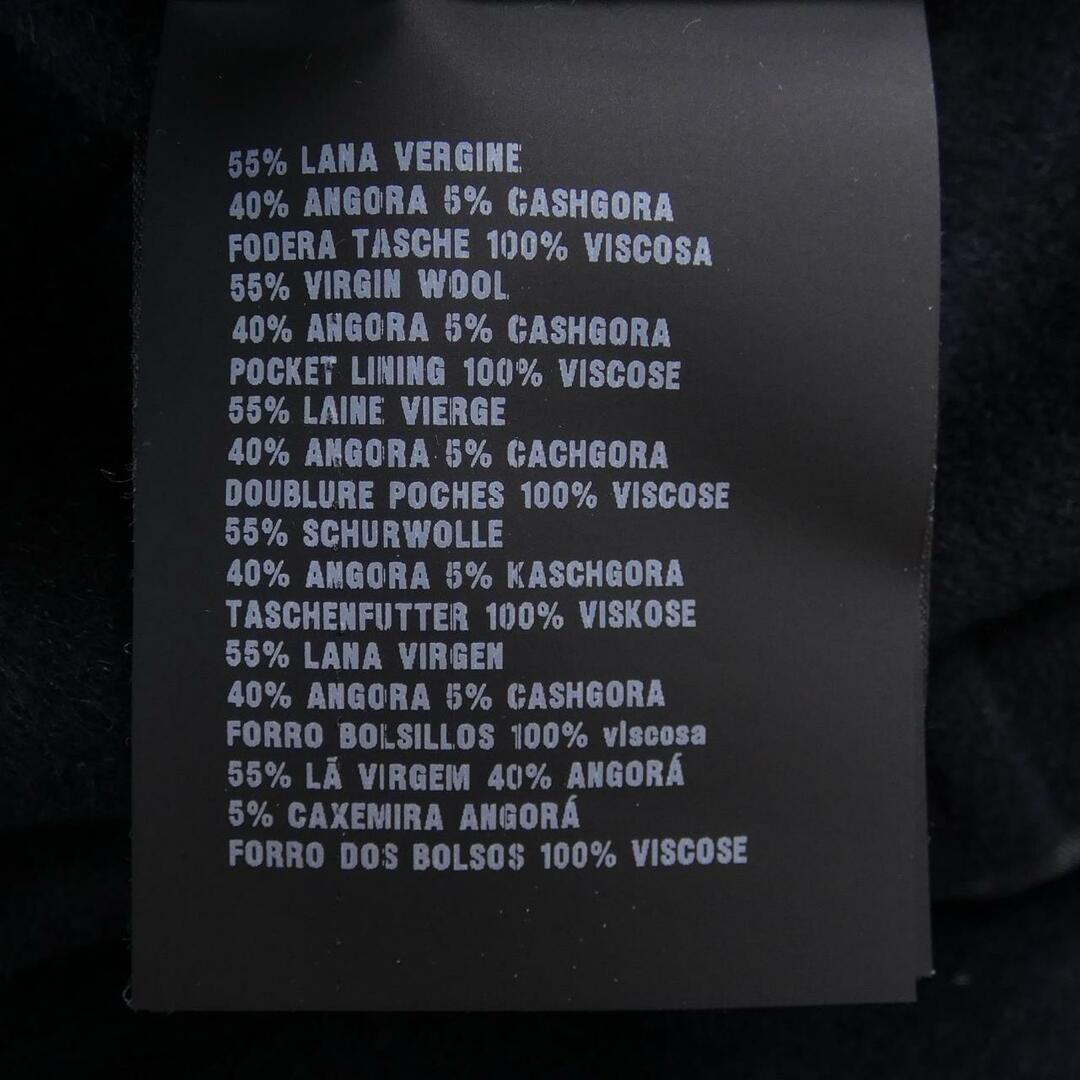 55% LANA VERGINE
40% ANGORA 5% CASHGORA
FODERA TASCHE 100% VISCOSA
55% VIRGIN WOOL
40% ANGORA 5% CASHGORA
POCKET LINING 100% VISCOSE
55% LAINE VIERGE
40% ANGORA 5% CACHGORA
DOUBLURE POCHES 100% VISCOSE
55% SCHURWOLLE
40% ANGORA 5% KASCHGORA
TASCHENFUTTER 100% VISKOSE
55% LANA VIRGEN
40% ANGORA 5% CASHGORA
FORRO BOLSILLOS 100% viscosa
55% LÃ VIRGEM 40% ANGORÁ
5% CAXEMIRA ANGORÁ
FORRO DOS BOLSOS 100% VISCOSE